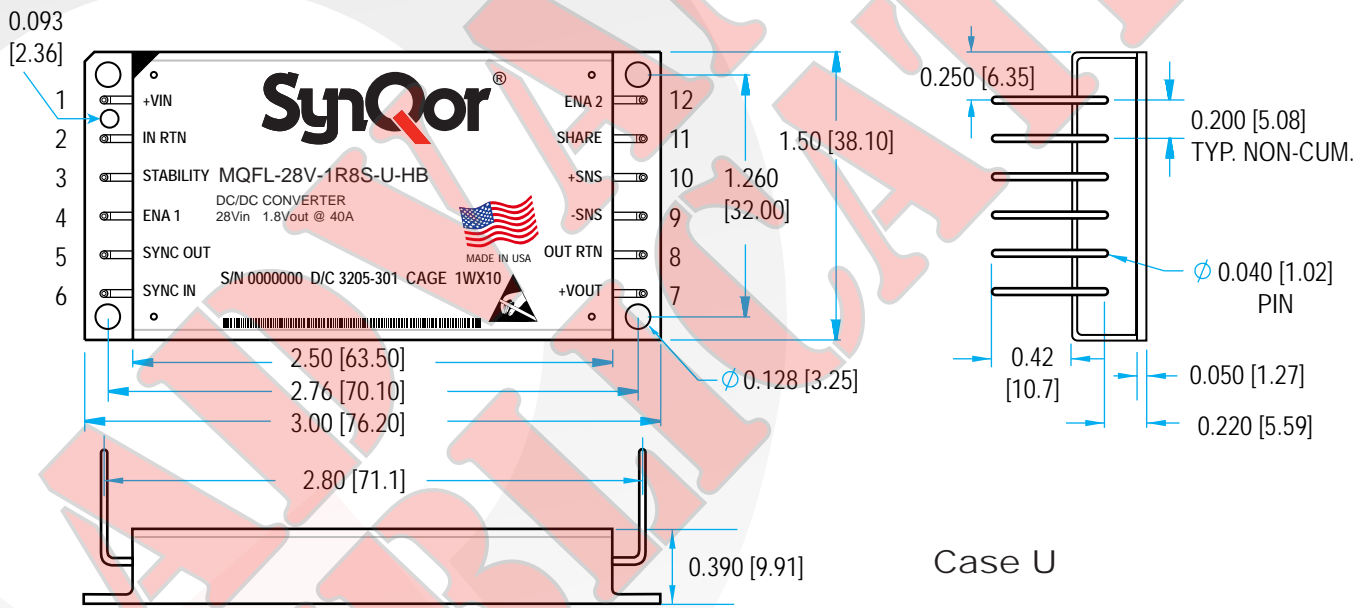 0.093
[2.36]
SynQor®
1 +VIN
2 IN RTN
3 STABILITY
4 ENA 1
5 SYNC OUT
6 SYNC IN
MQFL-28V-1R8S-U-HB
DC/DC CONVERTER
28Vin 1.8Vout @ 40A
MADE IN USA
S/N 0000000 D/C 3205-301 CAGE 1WX10
ENA 2 12
SHARE 11
+SNS 10
-SNS 9
OUT RTN 8
+VOUT 7
1.50 [38.10]
1.260
[32.00]
2.50 [63.50]
2.76 [70.10]
3.00 [76.20]
Ø 0.128 [3.25]
0.250 [6.35]
0.200 [5.08]
TYP. NON-CUM.
Ø 0.040 [1.02]
PIN
0.42
[10.7]
0.050 [1.27]
0.220 [5.59]
2.80 [71.1]
0.390 [9.91]
Case U